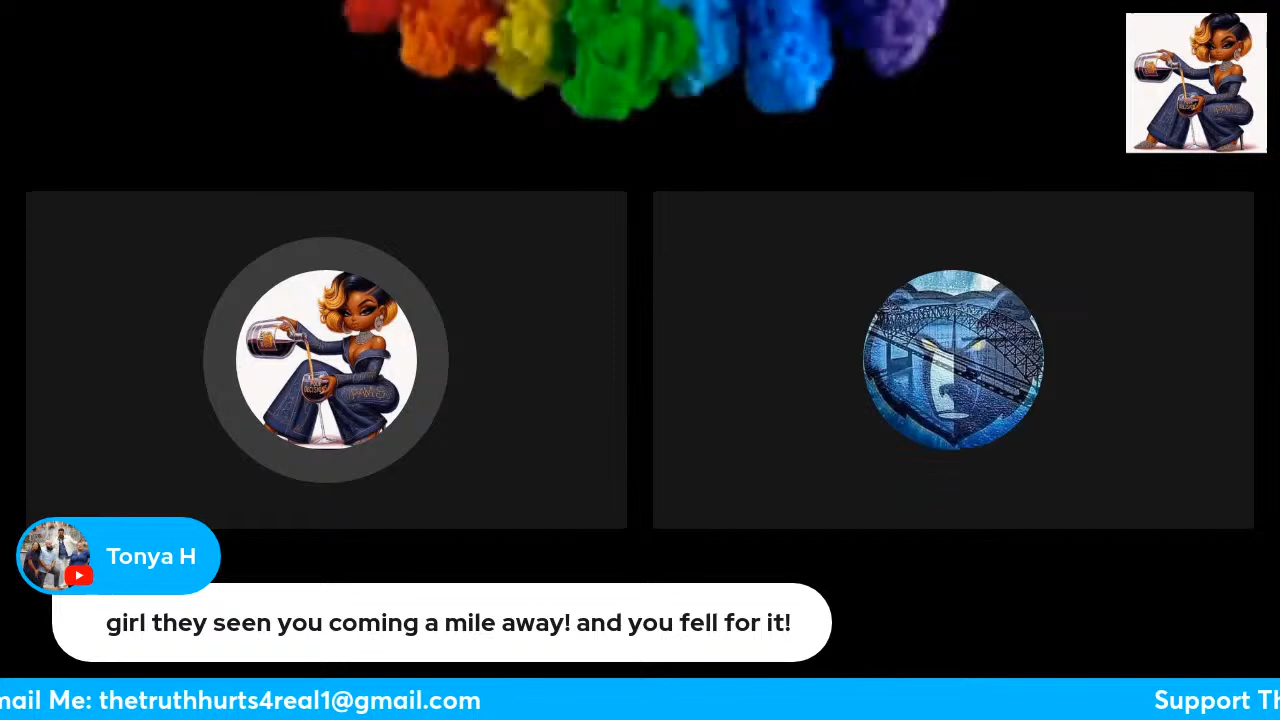 Tonya H
girl they seen you coming a mile away! and you fell for it!
mail Me: thetruthhurts4real1@gmail.com
Support Th